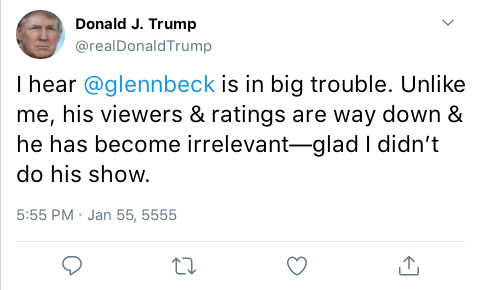 Donald J. Trump
@realDonaldTrump
I hear @glennbeck is in big trouble. Unlike
me, his viewers & ratings are way down &
he has become irrelevant—glad I didn’t
do his show.
5:55 PM · Jan 55, 5555